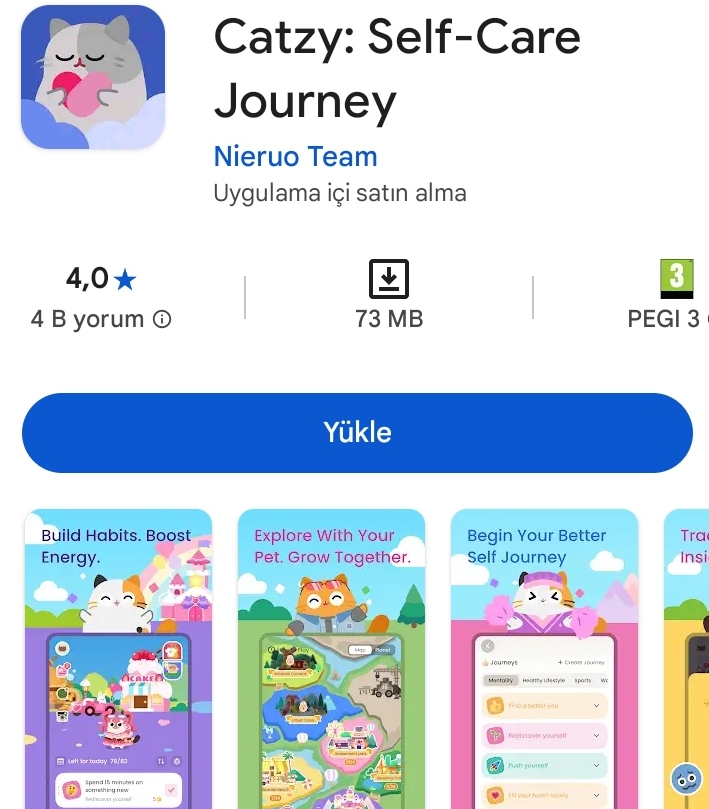 Catzy: Self-Care
Journey
Nieruo Team
Uygulama içi satın alma
4,0★
4 B yorum
73 MB
3
PEGI 3
Yükle
Build Habits. Boost
Energy.
Explore With Your
Pet. Grow Together.
Begin Your Better
Self Journey
CAKE
Left for today 79/82
Spend 15 minutes on
something new
Rediscover yourself
Map
Planet
Journeys
+ Create Journey
Mentality
Healthy Lifestyle
Sports
Find a better you
Rediscover yourself
Push yourself
Fill your heart slowly